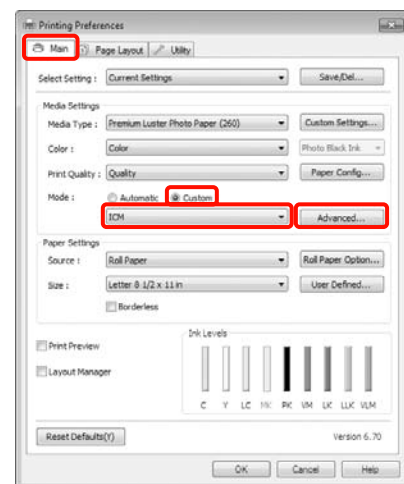 Printing Preferences
Main Page Layout Utility
Select Setting : Current Settings Save/Del...
Media Settings
Media Type : Premium Luster Photo Paper (260) Custom Settings...
Color : Color Photo Black Ink
Print Quality : Quality Paper Config...
Mode : Automatic Custom
ICM Advanced...
Paper Settings
Source : Roll Paper Roll Paper Option...
Size : Letter 8 1/2 x 11 in User Defined...
Borderless
Ink Levels
Print Preview
Layout Manager
C Y LC MK PK VM LK LLK VLM
Reset Defaults(Y) Version 6.70
OK Cancel Help